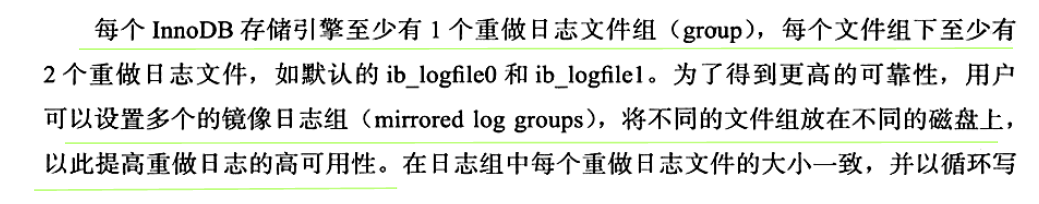 每个 InnoDB 存储引擎至少有 1 个重做日志文件组（group），每个文件组下至少有
2 个重做日志文件，如默认的 ib_logfile0 和 ib_logfile1。为了得到更高的可靠性，用户
可以设置多个的镜像日志组（mirrored log groups），将不同的文件组放在不同的磁盘上，
以此提高重做日志的高可用性。在日志组中每个重做日志文件的大小一致，并以循环写